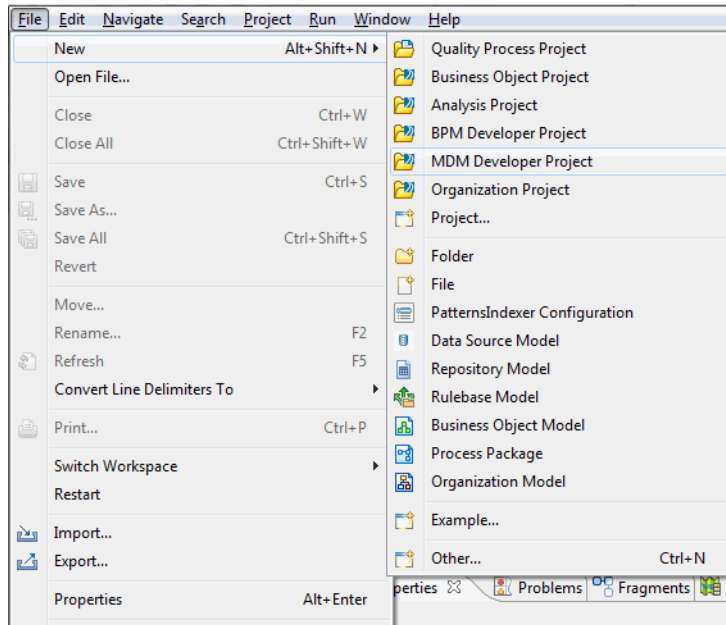 File Edit Navigate Search Project Run Window Help
New Alt+Shift+N
Open File...
Close Ctrl+W
Close All Ctrl+Shift+W
Save Ctrl+S
Save As...
Save All Ctrl+Shift+S
Revert
Move...
Rename... F2
Refresh F5
Convert Line Delimiters To
Print... Ctrl+P
Switch Workspace
Restart
Import...
Export...
Properties Alt+Enter
Quality Process Project
Business Object Project
Analysis Project
BPM Developer Project
MDM Developer Project
Organization Project
Project...
Folder
File
PatternsIndexer Configuration
Data Source Model
Repository Model
Rulebase Model
Business Object Model
Process Package
Organization Model
Example...
Other... Ctrl+N
perties Problems Fragments